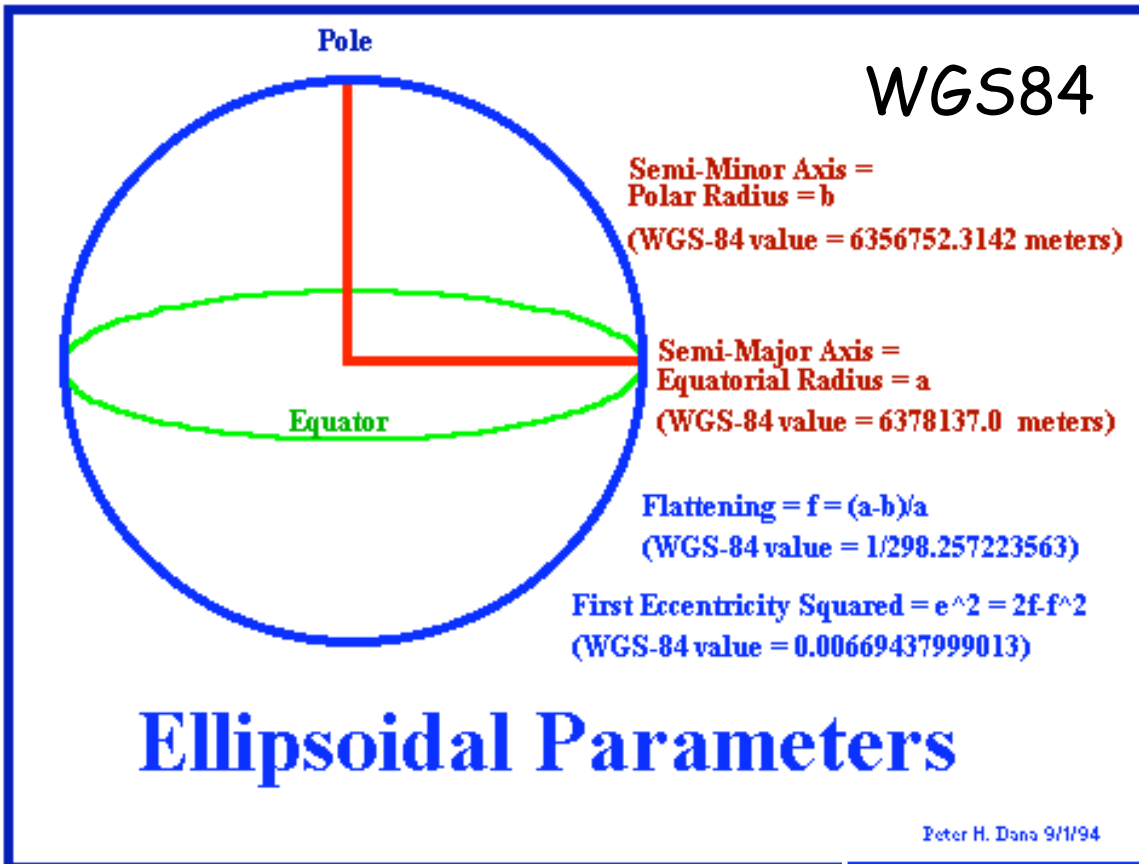 Pole
WGS84
Semi-Minor Axis =
Polar Radius = b
(WGS-84 value = 6356752.3142 meters)
Semi-Major Axis =
Equatorial Radius = a
(WGS-84 value = 6378137.0 meters)
Equator
Flattening = f = (a-b)/a
(WGS-84 value = 1/298.257223563)
First Eccentricity Squared = e^2 = 2f-f^2
(WGS-84 value = 0.00669437999013)
Ellipsoidal Parameters
Peter H. Dana 9/1/94